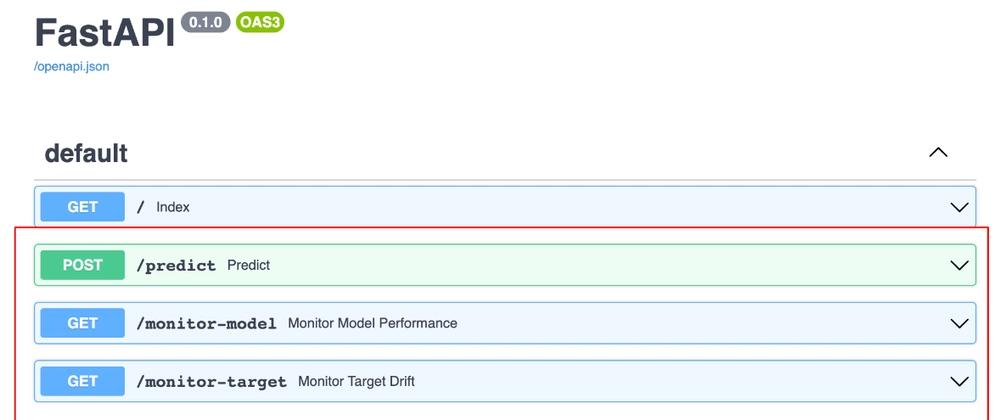 FastAPI 0.1.0 OAS3
/openapi.json
default
GET / Index
POST /predict Predict
GET /monitor-model Monitor Model Performance
GET /monitor-target Monitor Target Drift